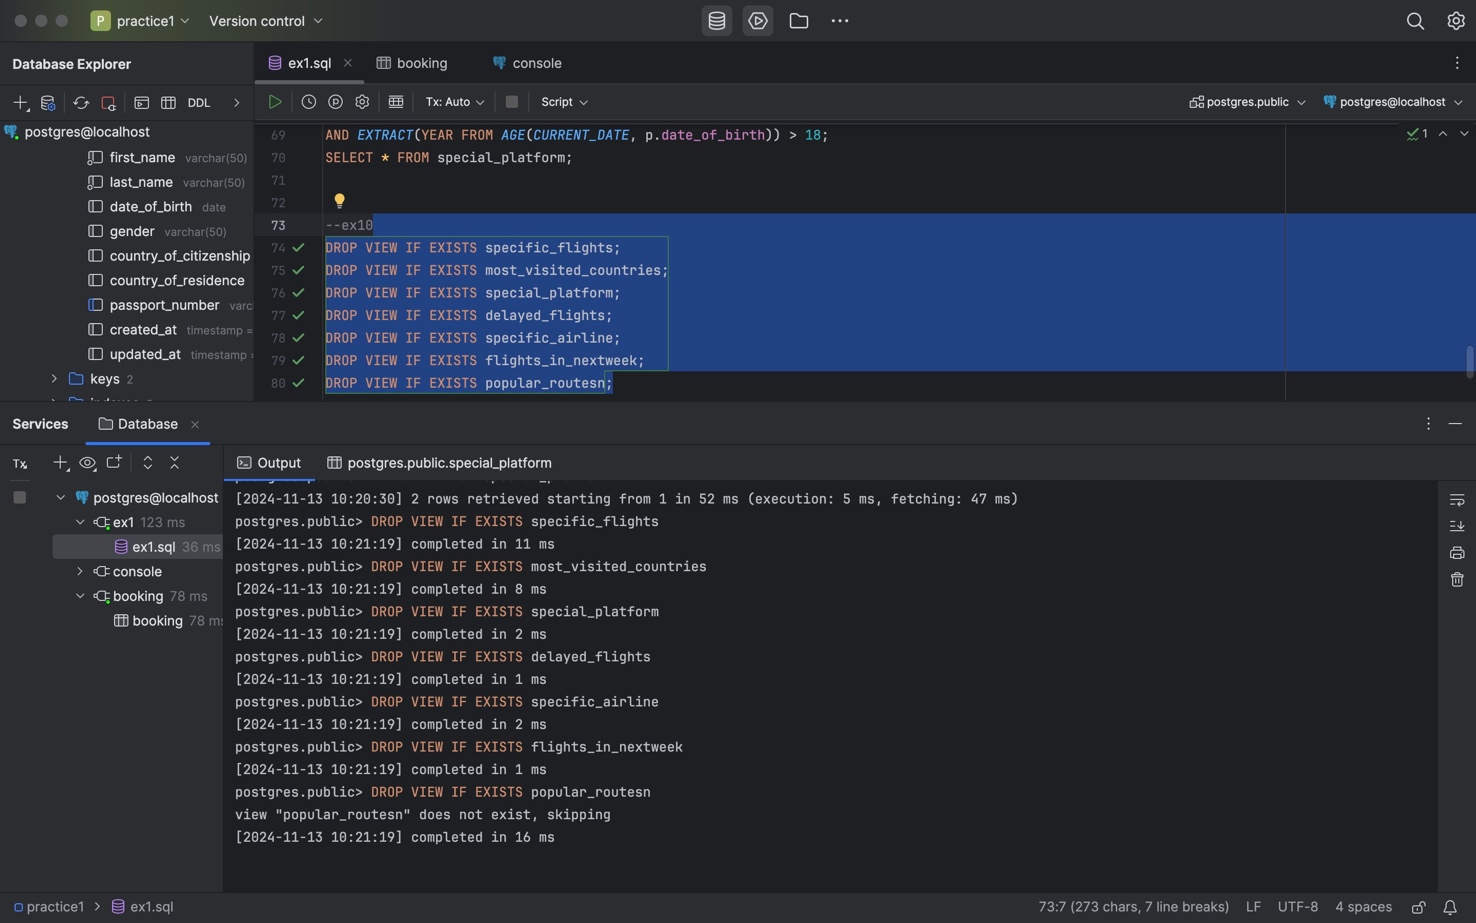 P practice1 Version control
Database Explorer
ex1.sql booking console
DDL
Tx: Auto Script postgres.public postgres@localhost
postgres@localhost
first_name varchar(50)
last_name varchar(50)
date_of_birth date
gender varchar(50)
country_of_citizenship
country_of_residence
passport_number varc
created_at timestamp =
updated_at timestamp =
keys 2
69 AND EXTRACT(YEAR FROM AGE(CURRENT_DATE, p.date_of_birth)) > 18;
1
70 SELECT * FROM special_platform;
71
72
73 --ex10
74 DROP VIEW IF EXISTS specific_flights;
75 DROP VIEW IF EXISTS most_visited_countries;
76 DROP VIEW IF EXISTS special_platform;
77 DROP VIEW IF EXISTS delayed_flights;
78 DROP VIEW IF EXISTS specific_airline;
79 DROP VIEW IF EXISTS flights_in_nextweek;
80 DROP VIEW IF EXISTS popular_routesn;
Services Database
Tx
postgres@localhost
ex1 123 ms
ex1.sql 36 ms
console
booking 78 ms
booking 78 ms
Output postgres.public.special_platform
[2024-11-13 10:20:30] 2 rows retrieved starting from 1 in 52 ms (execution: 5 ms, fetching: 47 ms)
postgres.public> DROP VIEW IF EXISTS specific_flights
[2024-11-13 10:21:19] completed in 11 ms
postgres.public> DROP VIEW IF EXISTS most_visited_countries
[2024-11-13 10:21:19] completed in 8 ms
postgres.public> DROP VIEW IF EXISTS special_platform
[2024-11-13 10:21:19] completed in 2 ms
postgres.public> DROP VIEW IF EXISTS delayed_flights
[2024-11-13 10:21:19] completed in 1 ms
postgres.public> DROP VIEW IF EXISTS specific_airline
[2024-11-13 10:21:19] completed in 2 ms
postgres.public> DROP VIEW IF EXISTS flights_in_nextweek
[2024-11-13 10:21:19] completed in 1 ms
postgres.public> DROP VIEW IF EXISTS popular_routesn
view "popular_routesn" does not exist, skipping
[2024-11-13 10:21:19] completed in 16 ms
practice1 > ex1.sql
73:7 (273 chars, 7 line breaks) LF UTF-8 4 spaces